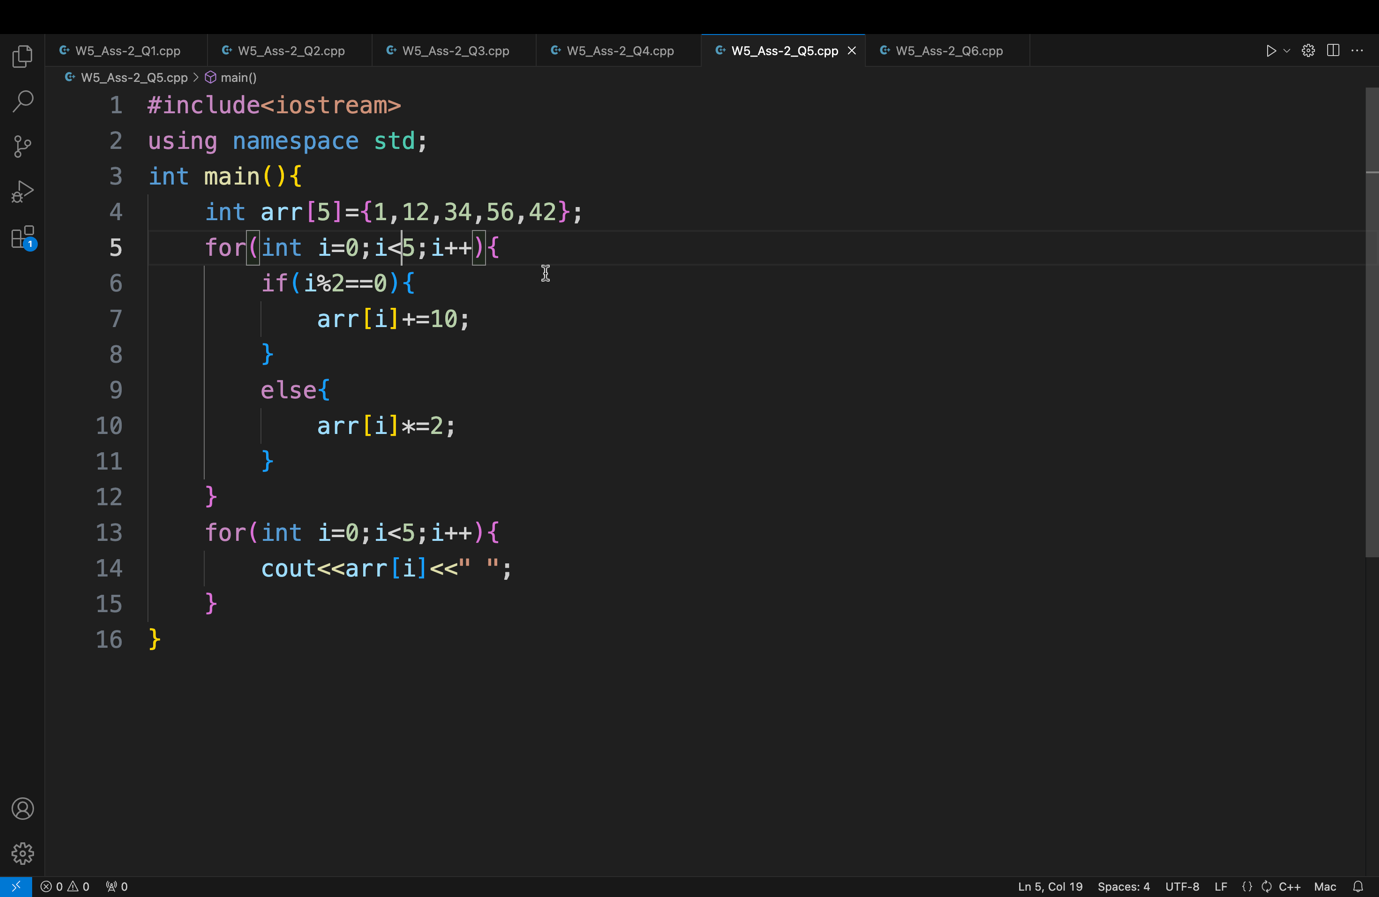 W5_Ass-2_Q1.cpp W5_Ass-2_Q2.cpp W5_Ass-2_Q3.cpp W5_Ass-2_Q4.cpp W5_Ass-2_Q5.cpp W5_Ass-2_Q6.cpp
W5_Ass-2_Q5.cpp > main()
1 #include<iostream>
2 using namespace std;
3 int main(){
4     int arr[5]={1,12,34,56,42};
5     for(int i=0;i<5;i++){
6         if(i%2==0){
7             arr[i]+=10;
8         }
9         else{
10             arr[i]*=2;
11         }
12     }
13     for(int i=0;i<5;i++){
14         cout<<arr[i]<<" ";
15     }
16 }
1
0 0 0 Ln 5, Col 19 Spaces: 4 UTF-8 LF {} C++ Mac